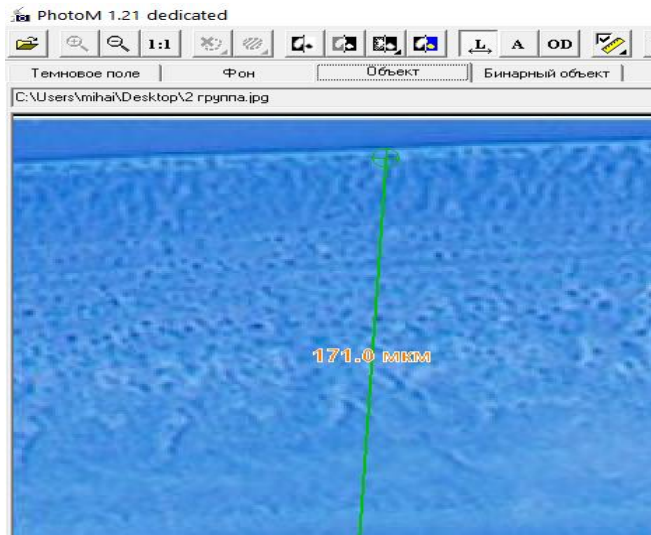 PhotoM 1.21 dedicated
1:1 L A OD
Темновое поле | Фон | Объект | Бинарный объект |
C:\Users\mihai\Desktop\2 группа.jpg
171.0 мкм